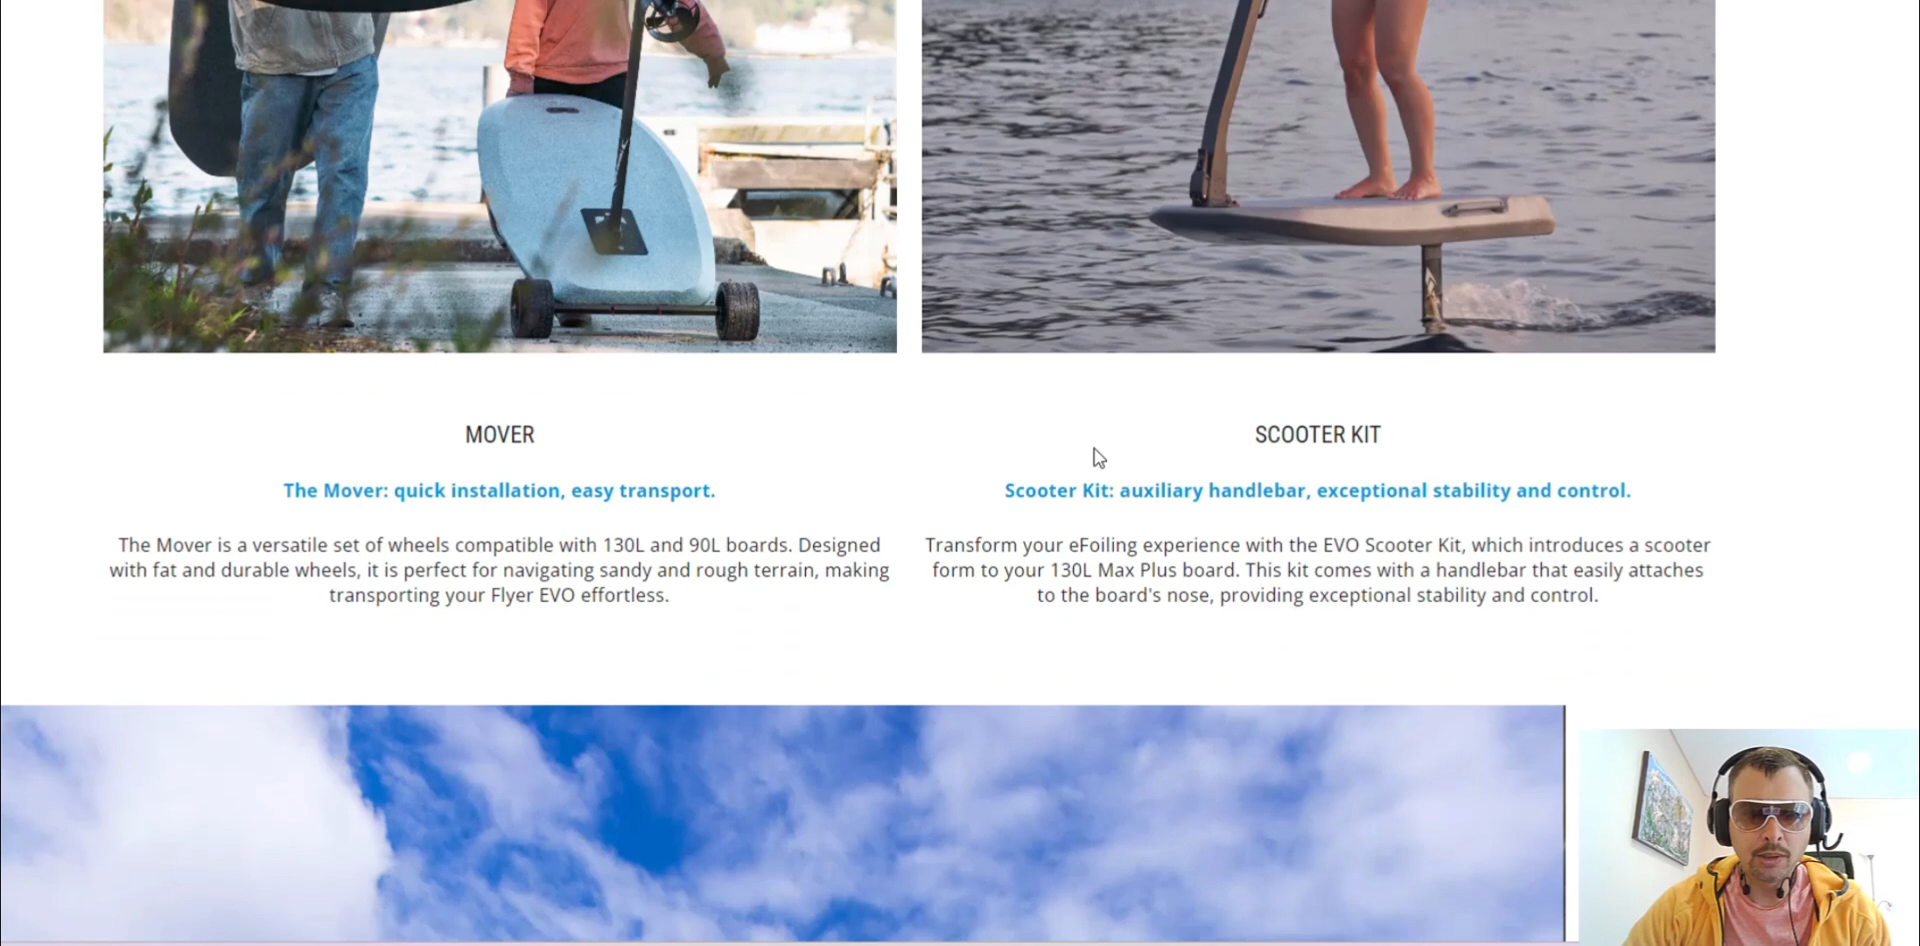 MOVER
The Mover: quick installation, easy transport.
The Mover is a versatile set of wheels compatible with 130L and 90L boards. Designed
with fat and durable wheels, it is perfect for navigating sandy and rough terrain, making
transporting your Flyer EVO effortless.
SCOOTER KIT
Scooter Kit: auxiliary handlebar, exceptional stability and control.
Transform your eFoiling experience with the EVO Scooter Kit, which introduces a scooter
form to your 130L Max Plus board. This kit comes with a handlebar that easily attaches
to the board's nose, providing exceptional stability and control.